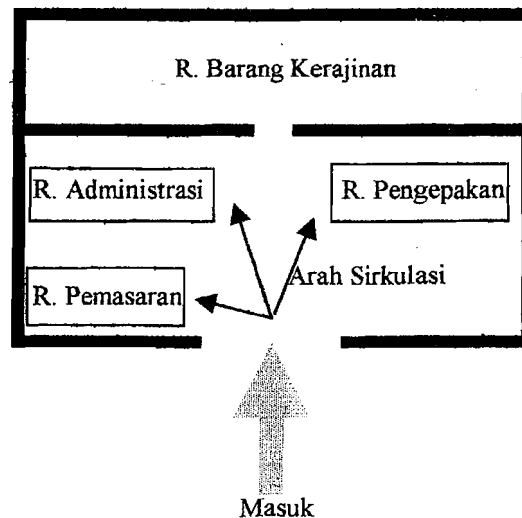 R. Barang Kerajinan
R. Administrasi
R. Pengepakan
Arah Sirkulasi
R. Pemasaran
Masuk